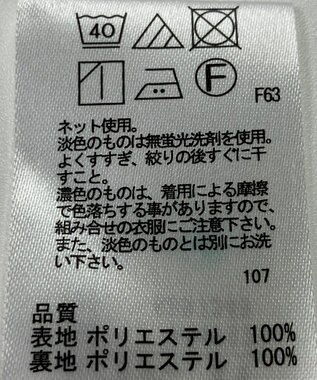 40
F
F63
ネット使用。
淡色のものは無蛍光洗剤を使用。
よくすすぎ、絞りの後すぐに干
すこと。
濃色のものは、着用による摩擦
で色落ちする事がありますので、
組み合せの衣服にご注意下さい。
また、淡色のものとは別にお洗
い下さい。
107
品質
表地 ポリエステル 100%
裏地 ポリエステル 100%